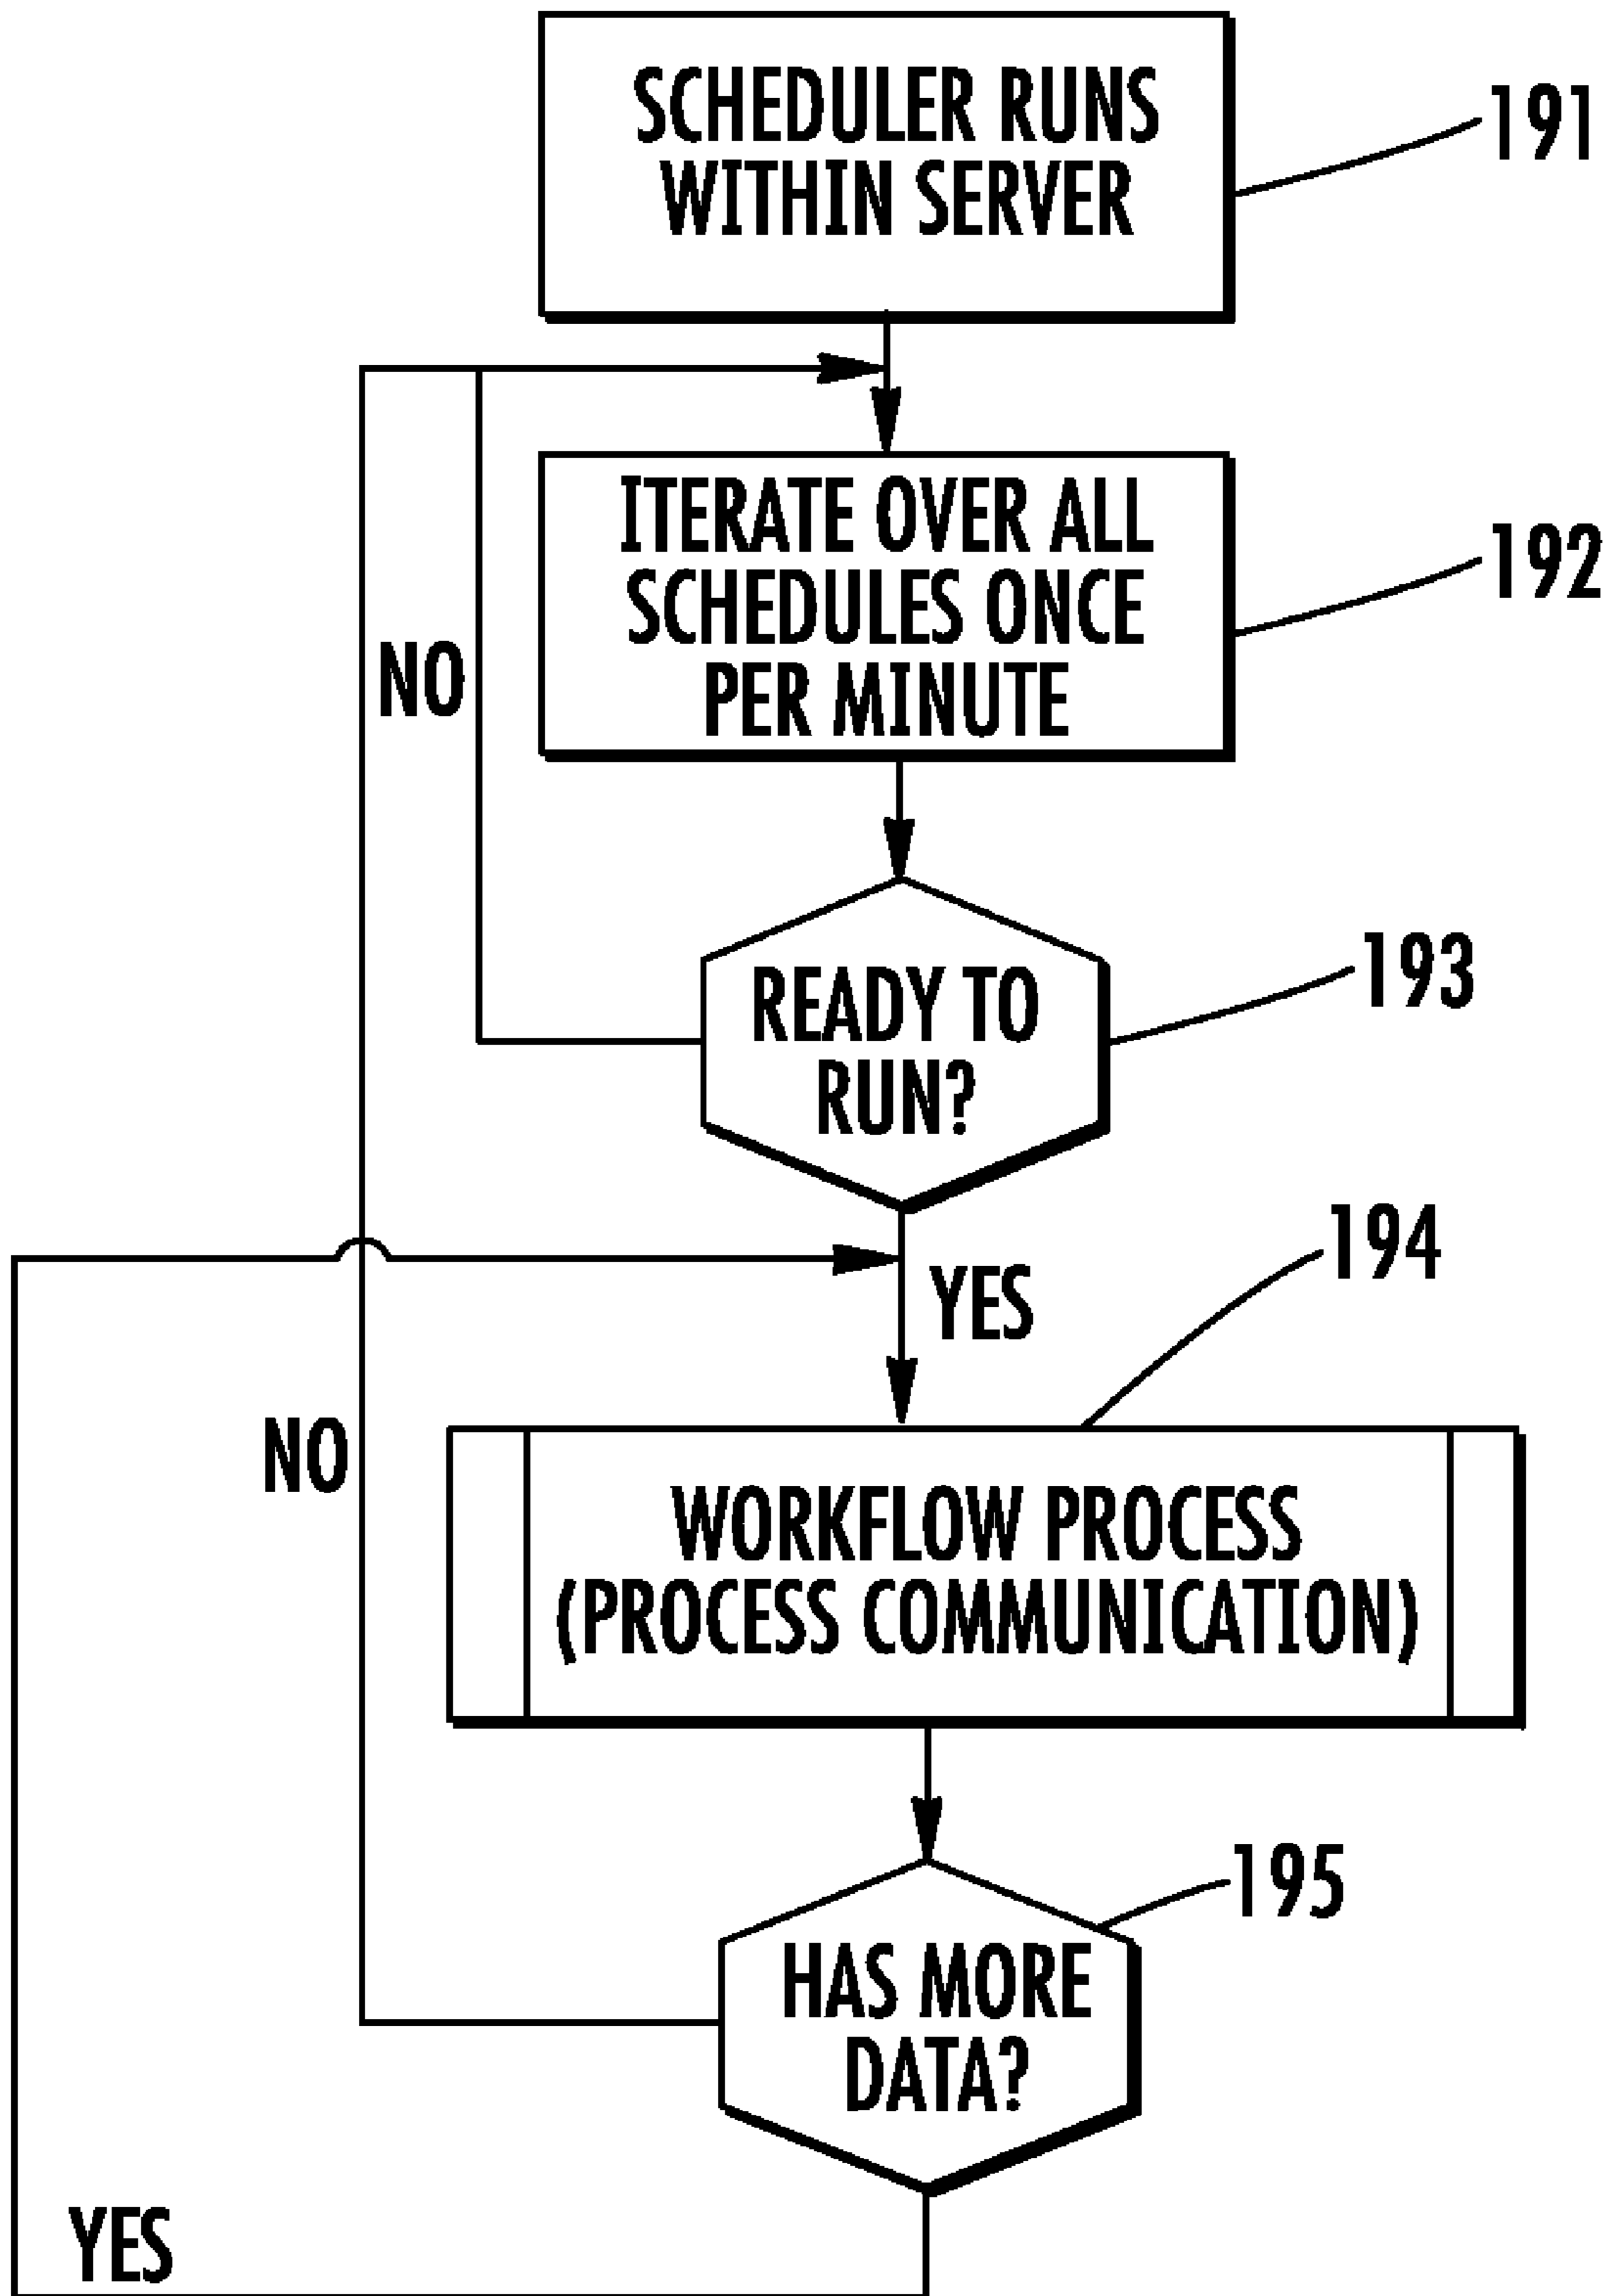 SCHEDULER RUNS
WITHIN SERVER
191
ITERATE OVER ALL
SCHEDULES ONCE
PER MINUTE
192
NO
READY TO
RUN?
193
YES
194
NO
WORKFLOW PROCESS
(PROCESS COMMUNICATION)
195
HAS MORE
DATA?
YES